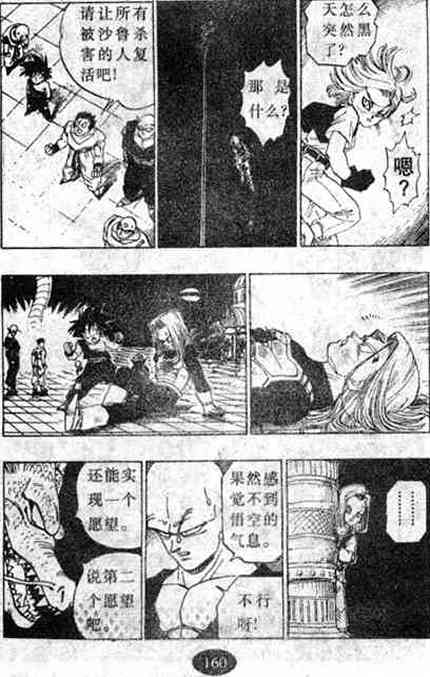 天怎么
突然黑
了?
嗯?
那是
什么?
请让所有
被沙鲁杀
害的人复
活吧!
……
果然感
觉不到
悟空的
气息。
不行
呀!
还能实
现一个
愿望。
说第二
个愿望
吧。
160